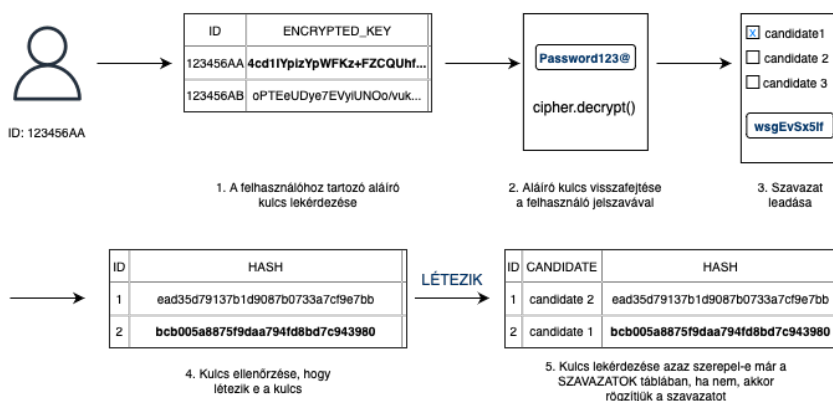 ID ENCRYPTED_KEY
123456AA 4cd1IYpizYpWFKz+FZCQUhf...
123456AB oPTEeUDye7EVyiUNOo/vuk...
ID: 123456AA
Password123@
cipher.decrypt()
x candidate1
candidate 2
candidate 3
wsgEvSx5lf
1. A felhasználóhoz tartozó aláíró
kulcs lekérdezése
2. Aláíró kulcs visszafejtése
a felhasználó jelszavával
3. Szavazat
leadása
ID HASH
1 ead35d79137b1d9087b0733a7cf9e7bb
2 bcb005a8875f9daa794fd8bd7c943980
LÉTEZIK
ID CANDIDATE HASH
1 candidate 2 ead35d79137b1d9087b0733a7cf9e7bb
2 candidate 1 bcb005a8875f9daa794fd8bd7c943980
4. Kulcs ellenőrzése, hogy
létezik e a kulcs
5. Kulcs lekérdezése azaz szerepel-e már a
SZAVAZATOK táblában, ha nem, akkor
rögzítjük a szavazatot